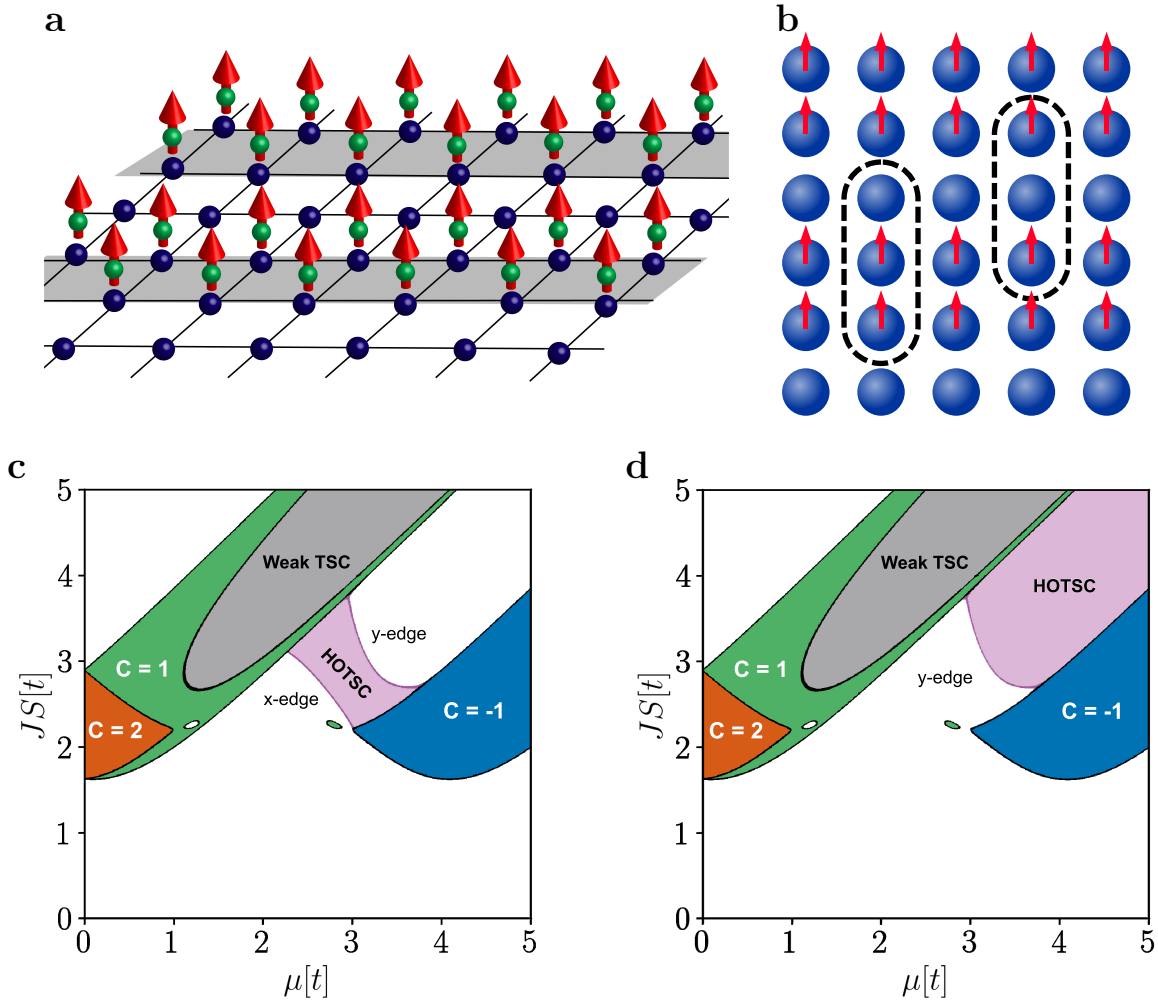 a
b
c
5
4
3
2
1
0
0
1
2
3
4
5
JS[t]
μ[t]
Weak TSC
y-edge
HOTSC
x-edge
C = 1
C = 2
C = -1
d
5
4
3
2
1
0
0
1
2
3
4
5
JS[t]
μ[t]
Weak TSC
HOTSC
y-edge
C = 1
C = 2
C = -1